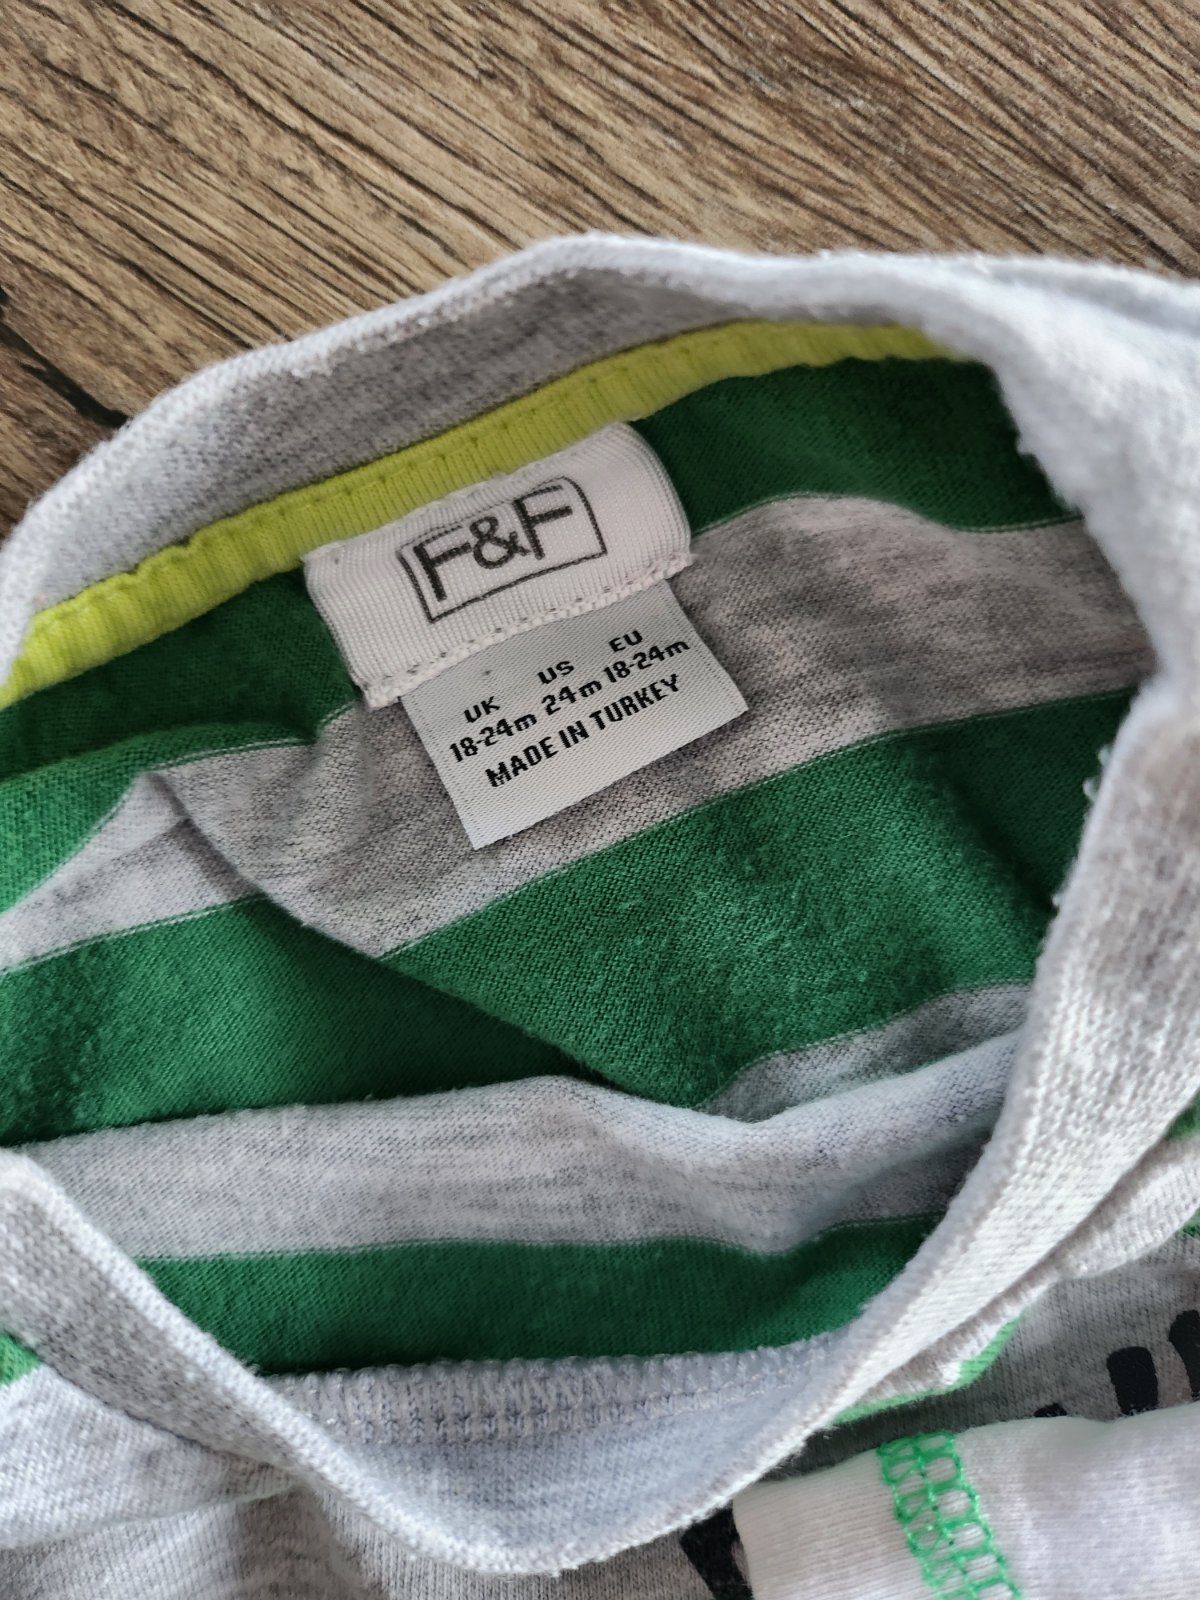 F&F
UK US EU
18-24m 24m 18-24m
MADE IN TURKEY